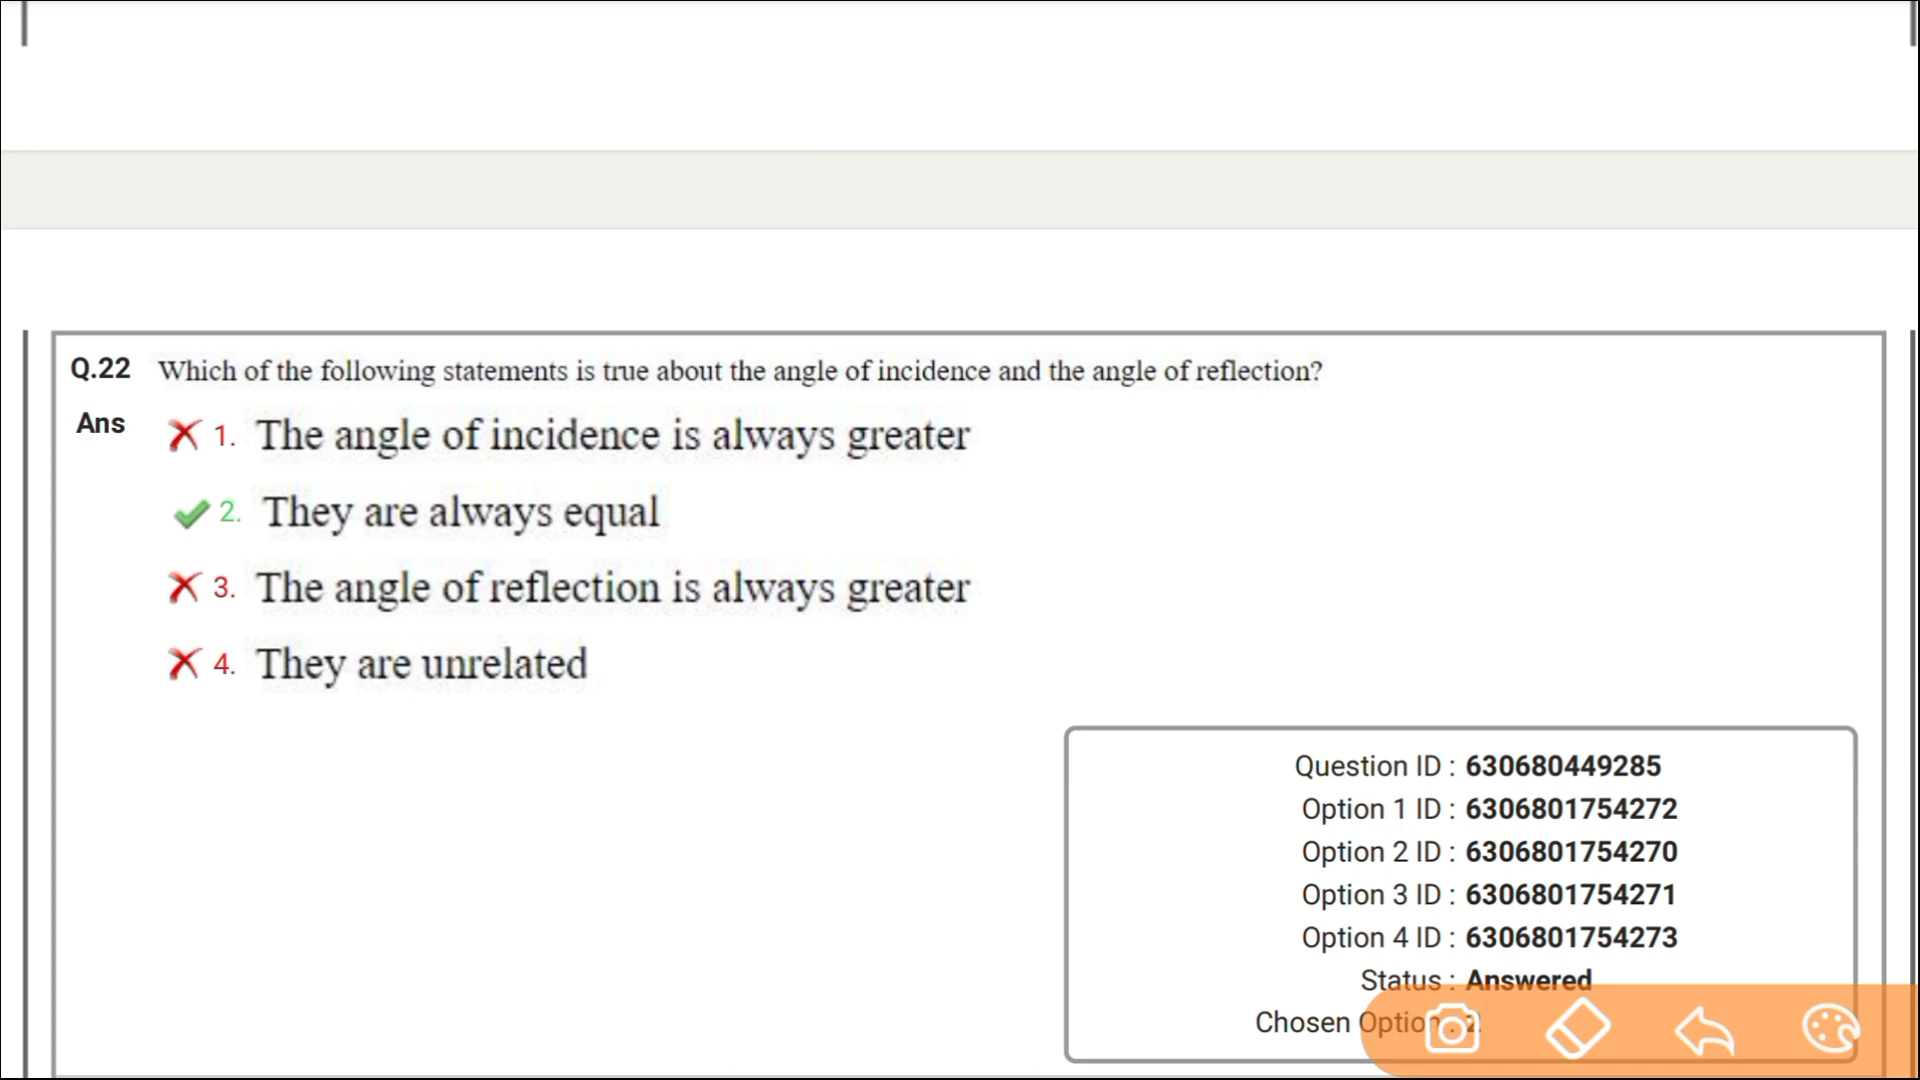 Q.22 Which of the following statements is true about the angle of incidence and the angle of reflection?
Ans 1. The angle of incidence is always greater
2. They are always equal
3. The angle of reflection is always greater
4. They are unrelated
Question ID : 630680449285
Option 1 ID : 6306801754272
Option 2 ID : 6306801754270
Option 3 ID : 6306801754271
Option 4 ID : 6306801754273
Status : Answered
Chosen Option : 2